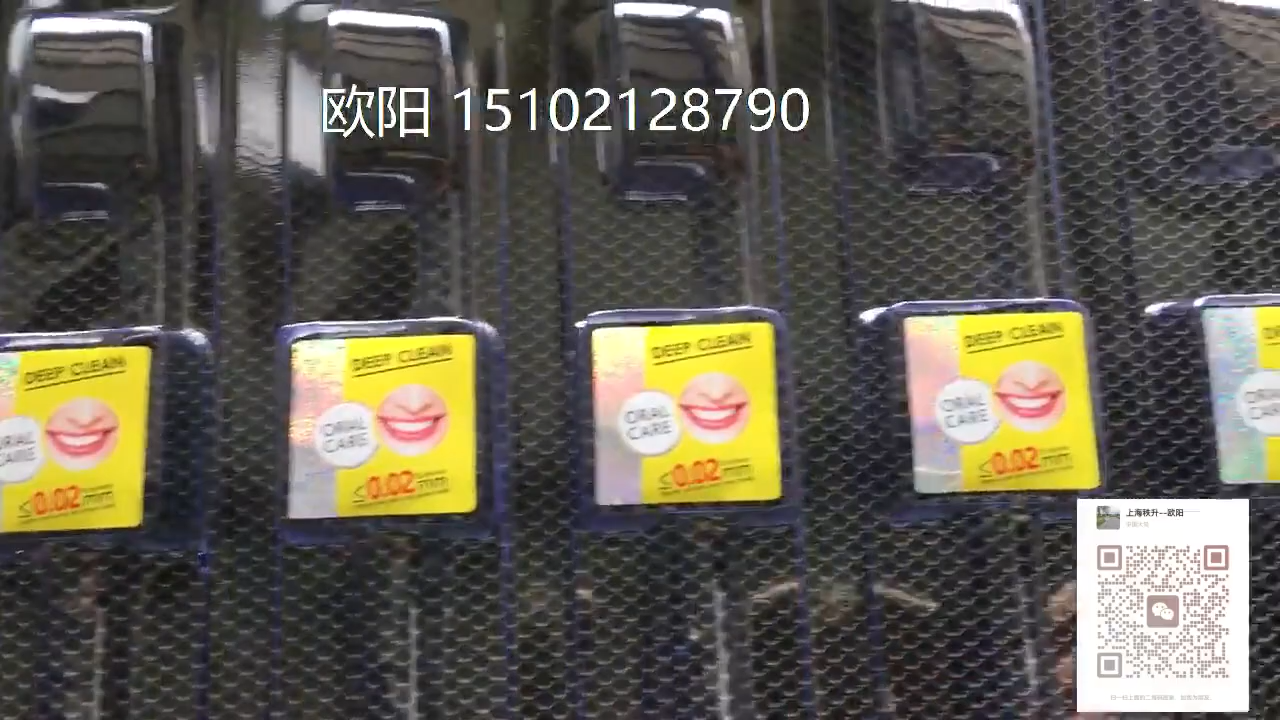 欧阳 15102128790
DEEP CLEAN
ORAL
CARE
≤0.02mm
DEEP CLEAN
ORAL
CARE
≤0.02mm
DEEP CLEAN
ORAL
CARE
≤0.02mm
DEEP CLEAN
ORAL
CARE
≤0.02mm
上海秩升--欧阳